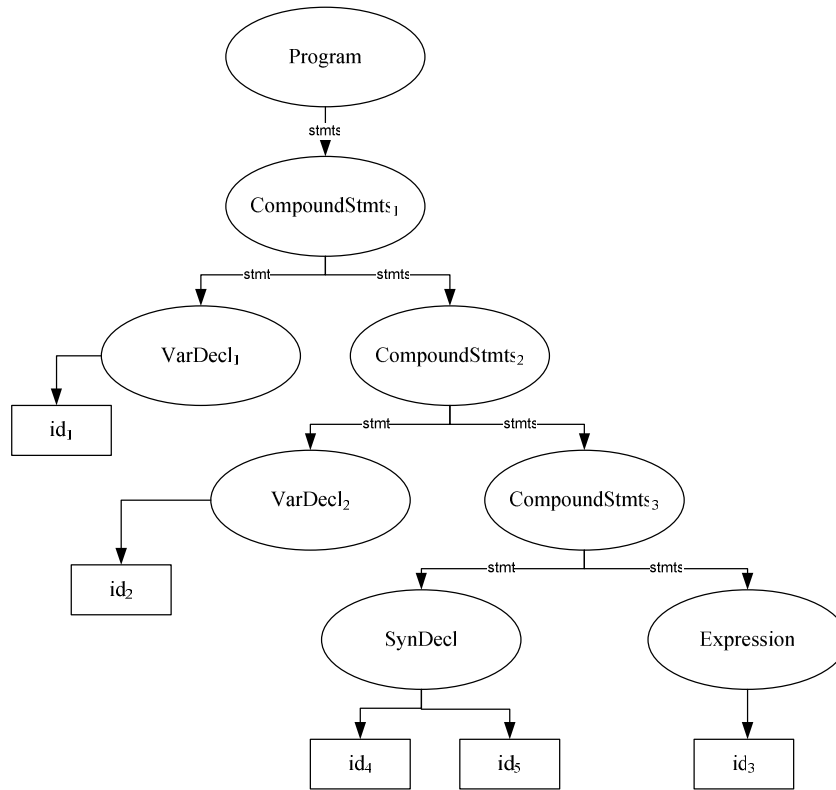 Program
stmts
CompoundStmts₁
stmt
stmts
VarDecl₁
CompoundStmts₂
id₁
stmt
stmts
VarDecl₂
CompoundStmts₃
id₂
stmt
stmts
SynDecl
Expression
id₄
id₅
id₃